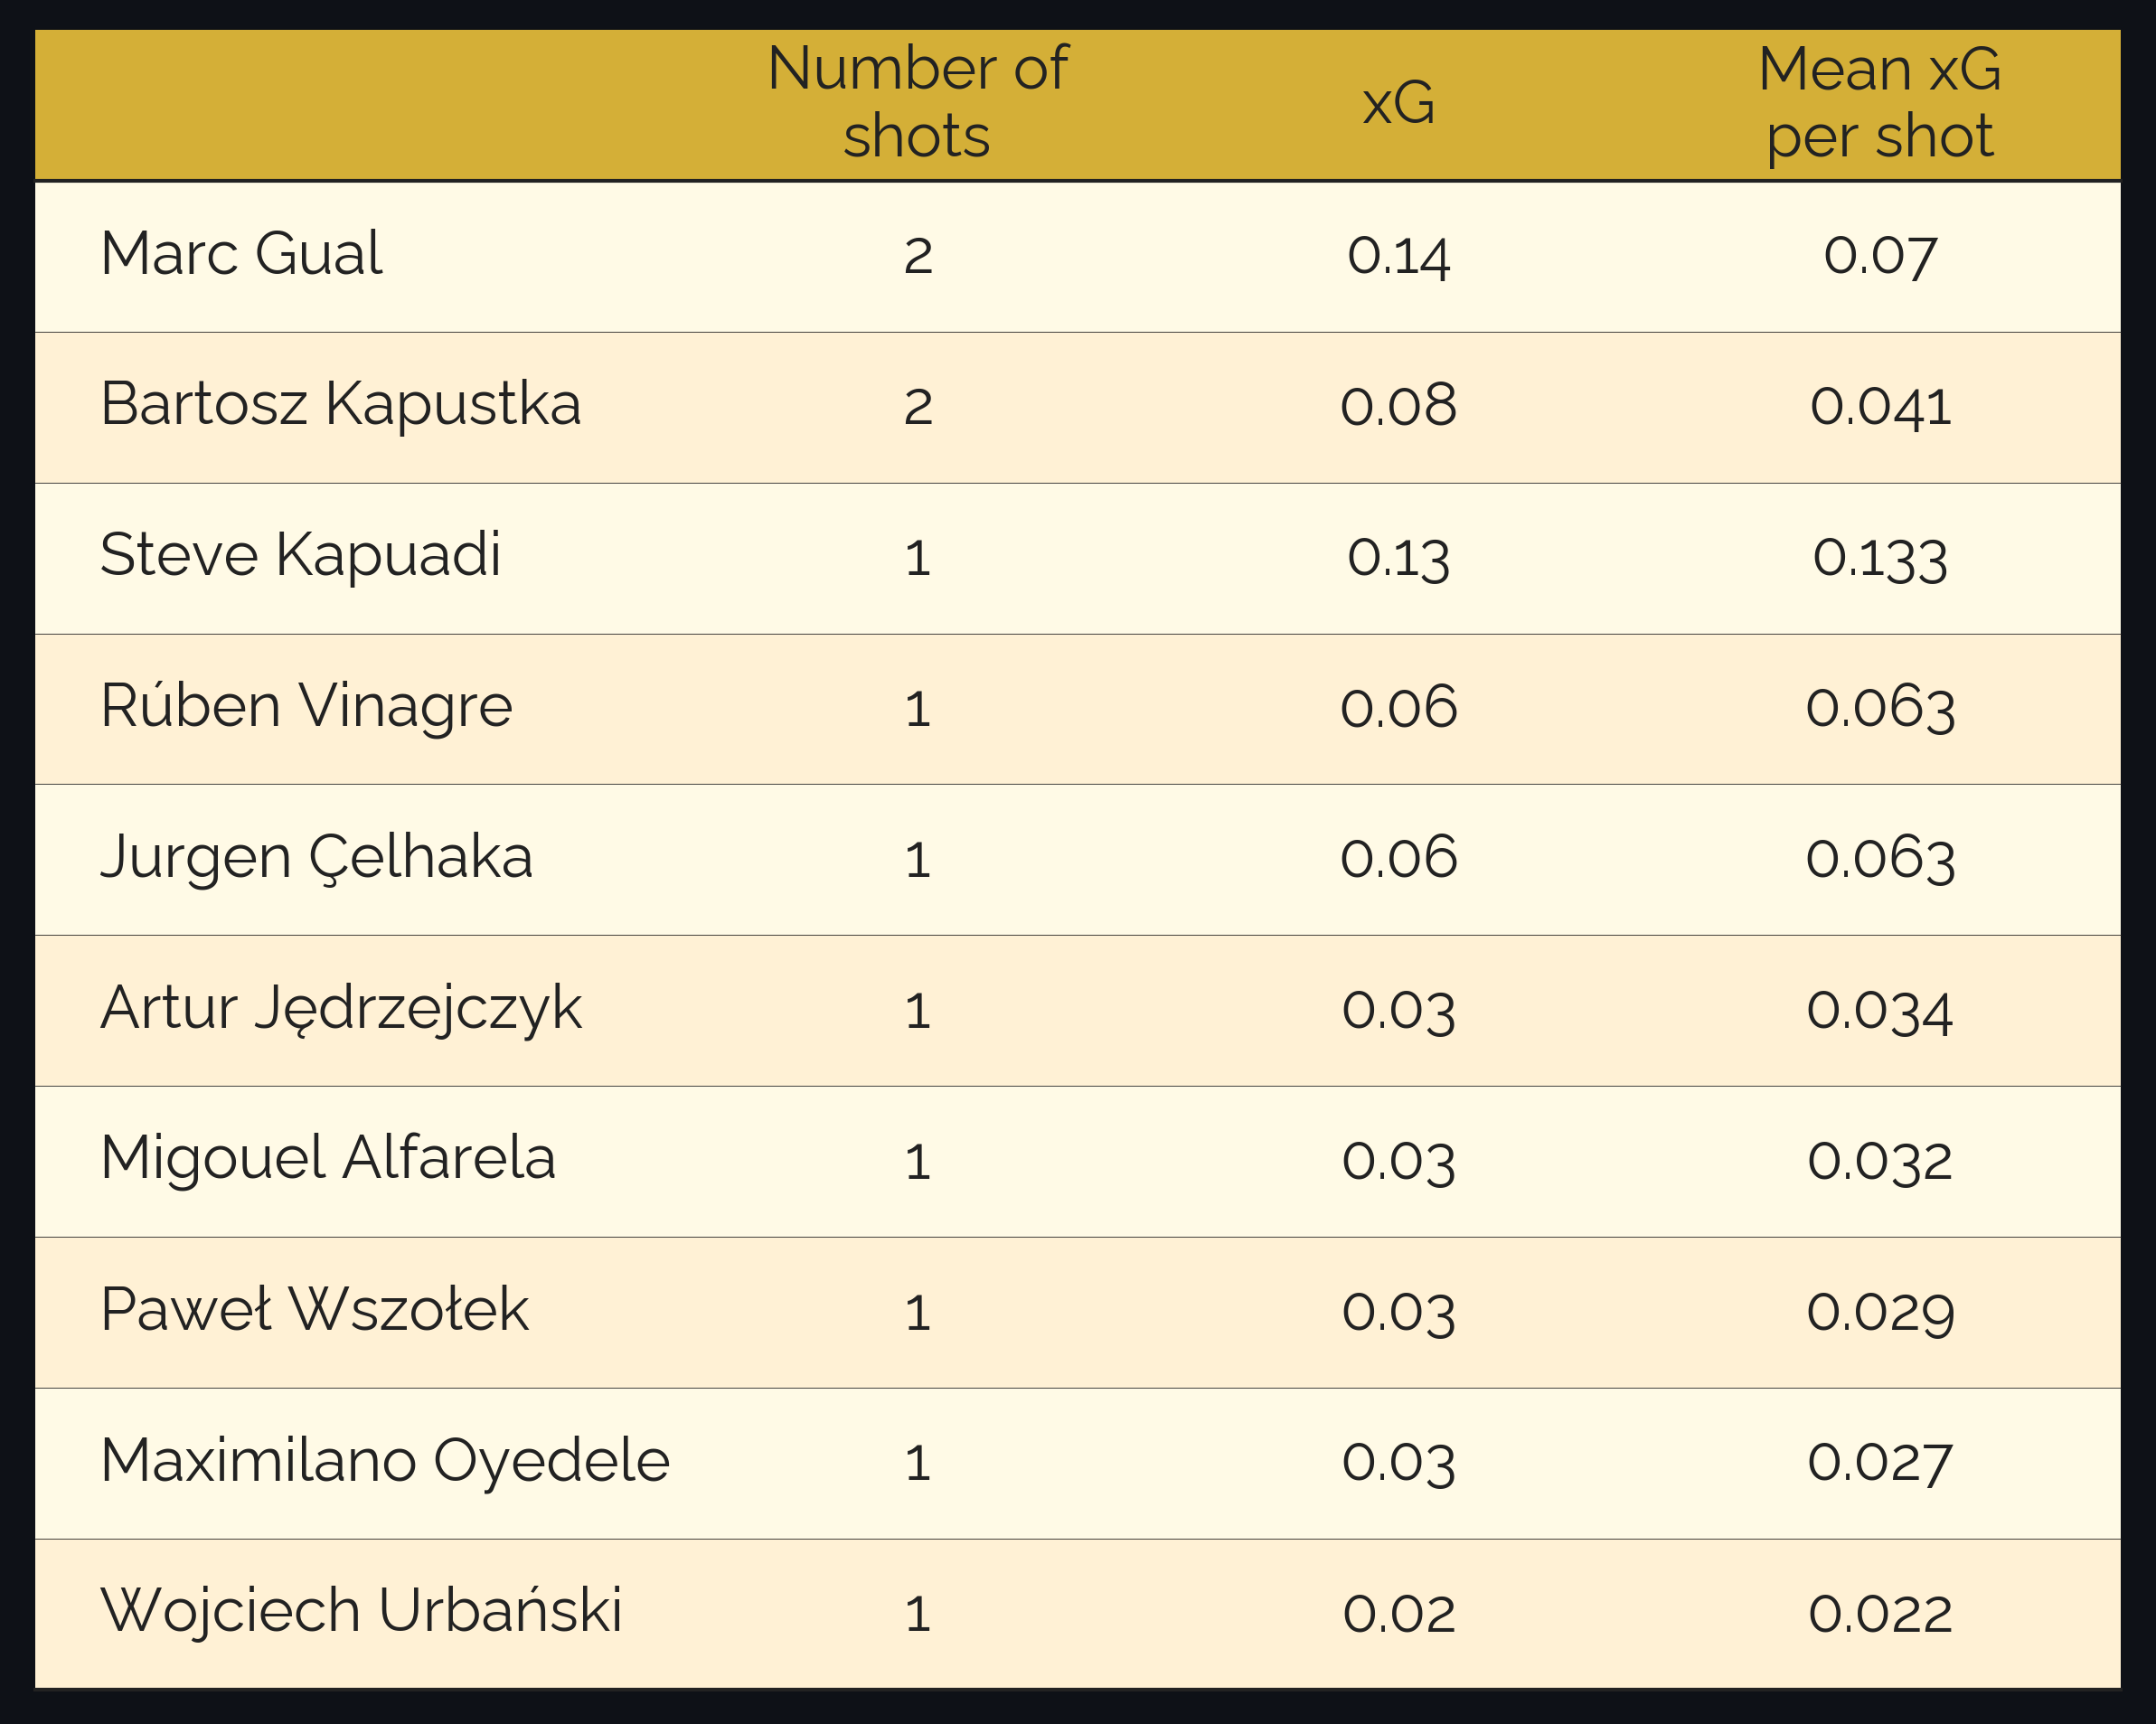 Number of shots xG Mean xG per shot
Marc Gual 2 0.14 0.07
Bartosz Kapustka 2 0.08 0.041
Steve Kapuadi 1 0.13 0.133
Rúben Vinagre 1 0.06 0.063
Jurgen Çelhaka 1 0.06 0.063
Artur Jędrzejczyk 1 0.03 0.034
Migouel Alfarela 1 0.03 0.032
Paweł Wszołek 1 0.03 0.029
Maximilano Oyedele 1 0.03 0.027
Wojciech Urbański 1 0.02 0.022